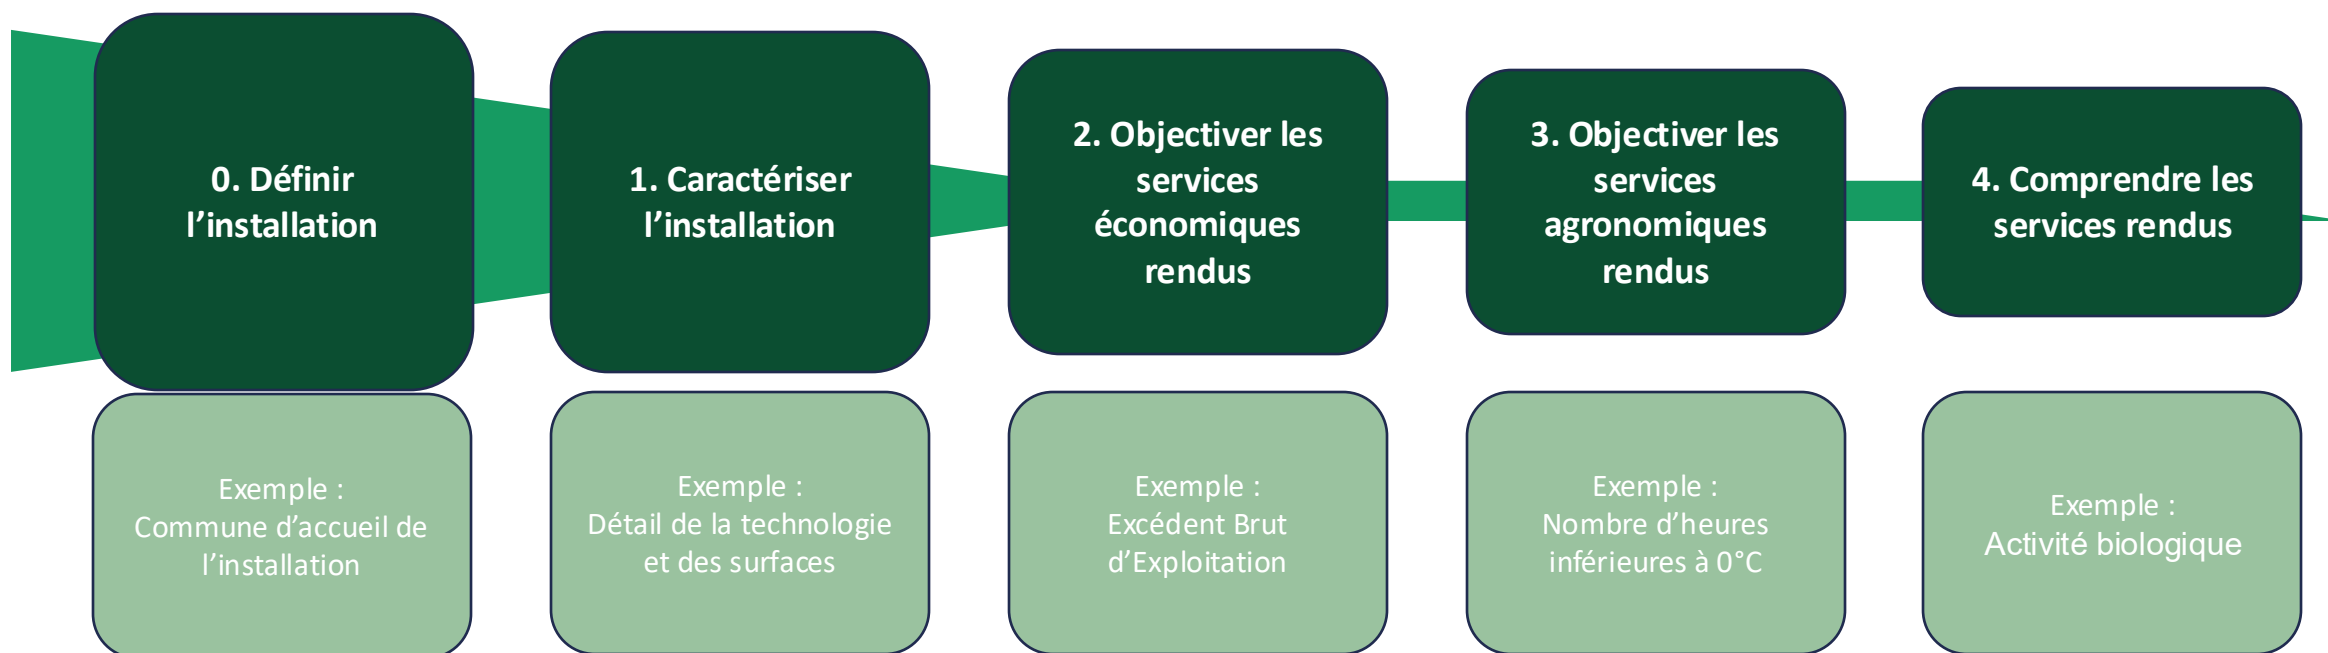 0. Définir
l’installation
1. Caractériser
l’installation
2. Objectiver les
services
économiques
rendus
3. Objectiver les
services
agronomiques
rendus
4. Comprendre les
services rendus
Exemple :
Commune d’accueil de
l’installation
Exemple :
Détail de la technologie
et des surfaces
Exemple :
Excédent Brut
d’Exploitation
Exemple :
Nombre d’heures
inférieures à 0°C
Exemple :
Activité biologique